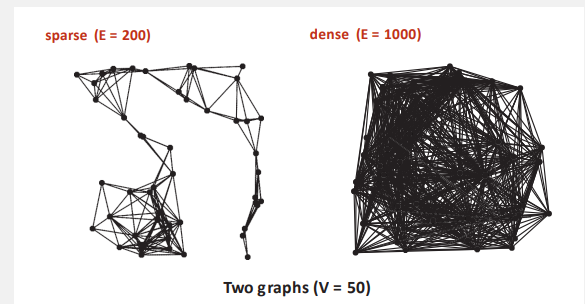 sparse (E = 200)
dense (E = 1000)
Two graphs (V = 50)